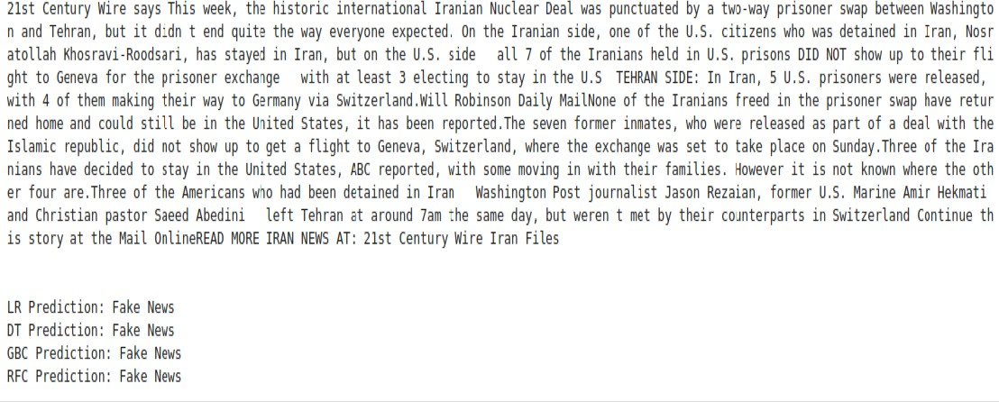 21st Century Wire says This week, the historic international Iranian Nuclear Deal was punctuated by a two-way prisoner swap between Washingto
n and Tehran, but it didn t end quite the way everyone expected. On the Iranian side, one of the U.S. citizens who was detained in Iran, Nosr
atollah Khosravi-Roodsari, has stayed in Iran, but on the U.S. side   all 7 of the Iranians held in U.S. prisons DID NOT show up to their fli
ght to Geneva for the prisoner exchange   with at least 3 electing to stay in the U.S  TEHRAN SIDE: In Iran, 5 U.S. prisoners were released,
with 4 of them making their way to Germany via Switzerland.Will Robinson Daily MailNone of the Iranians freed in the prisoner swap have retur
ned home and could still be in the United States, it has been reported.The seven former inmates, who were released as part of a deal with the
Islamic republic, did not show up to get a flight to Geneva, Switzerland, where the exchange was set to take place on Sunday.Three of the Ira
nians have decided to stay in the United States, ABC reported, with some moving in with their families. However it is not known where the oth
er four are.Three of the Americans who had been detained in Iran   Washington Post journalist Jason Rezaian, former U.S. Marine Amir Hekmati
and Christian pastor Saeed Abedini   left Tehran at around 7am the same day, but weren t met by their counterparts in Switzerland Continue th
is story at the Mail OnlineREAD MORE IRAN NEWS AT: 21st Century Wire Iran Files
LR Prediction: Fake News
DT Prediction: Fake News
GBC Prediction: Fake News
RFC Prediction: Fake News